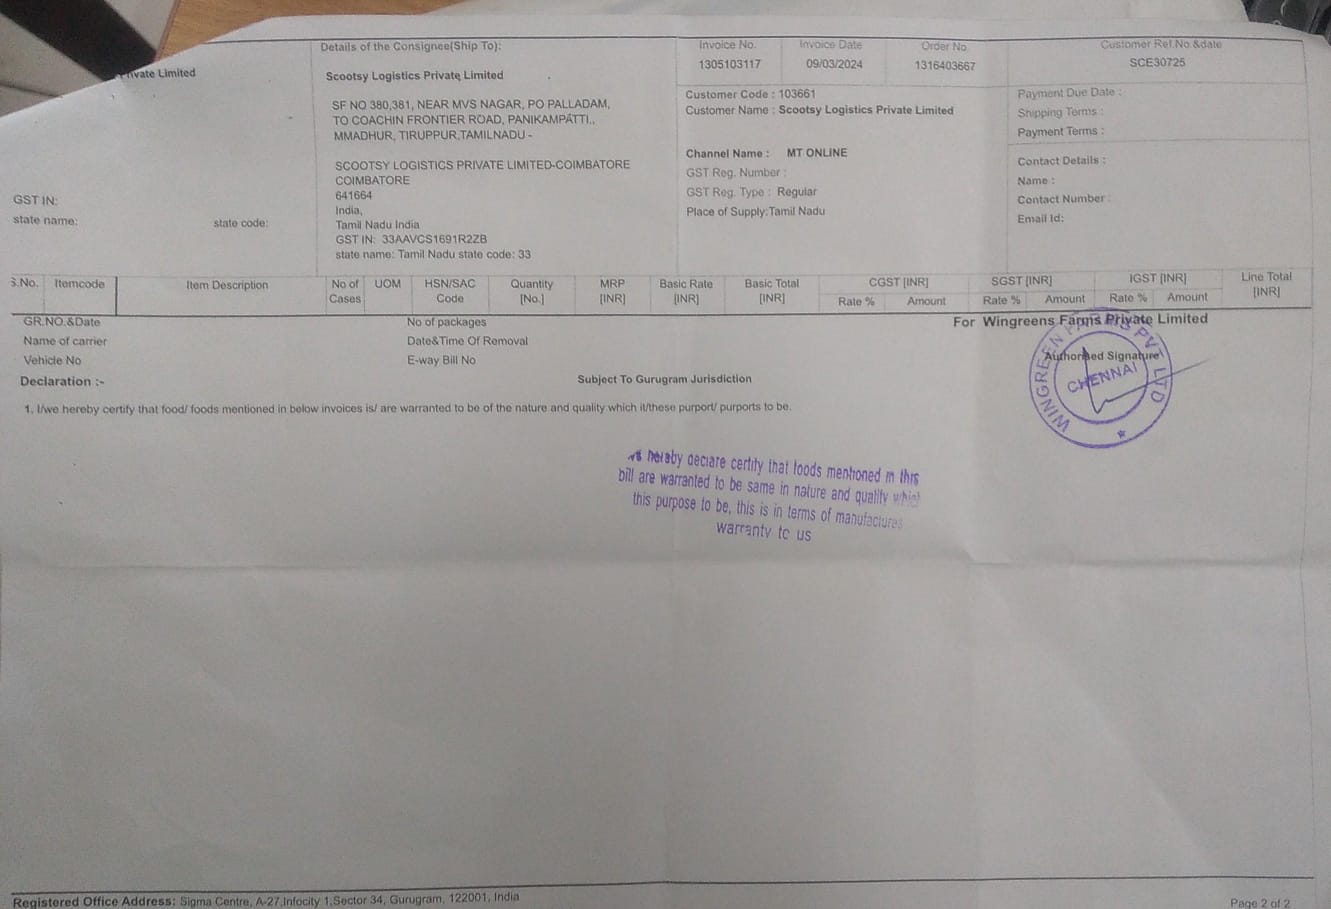 Private Limited
GST IN:
state name:
state code:
Details of the Consignee(Ship To):
Scootsy Logistics Private Limited
SF NO 380,381, NEAR MVS NAGAR, PO PALLADAM,
TO COACHIN FRONTIER ROAD, PANIKAMPATTI.,
MMADHUR, TIRUPPUR,TAMILNADU -
SCOOTSY LOGISTICS PRIVATE LIMITED-COIMBATORE
COIMBATORE
641664
India,
Tamil Nadu India
GST IN: 33AAVCS1691R2ZB
state name: Tamil Nadu state code: 33
Invoice No.
1305103117
Invoice Date
09/03/2024
Order No.
1316403667
Customer Code : 103661
Customer Name : Scootsy Logistics Private Limited
Channel Name : MT ONLINE
GST Reg. Number :
GST Reg. Type : Regular
Place of Supply:Tamil Nadu
Customer Ref.No.&date
SCE30725
Payment Due Date :
Shipping Terms :
Payment Terms :
Contact Details :
Name :
Contact Number :
Email Id:
S.No. Itemcode Item Description No of Cases UOM HSN/SAC Code Quantity [No.] MRP [INR] Basic Rate [INR] Basic Total [INR] CGST [INR] SGST [INR] IGST [INR] Line Total [INR]
Rate % Amount Rate % Amount Rate % Amount
GR.NO.&Date No of packages For Wingreens Farms Private Limited
Name of carrier Date&Time Of Removal
Vehicle No E-way Bill No Authorised Signature
Declaration :- Subject To Gurugram Jurisdiction
WINGREEN FARMS PVT LTD
CHENNAI
1. I/we hereby certify that food/ foods mentioned in below invoices is/ are warranted to be of the nature and quality which it/these purport/ purports to be.
hereby declare certify that foods mentioned in this
bill are warranted to be same in nature and quality which
this purpose to be, this is in terms of manufactures
warranty to us
Registered Office Address: Sigma Centre, A-27,Infocity 1,Sector 34, Gurugram, 122001, India
Page 2 of 2